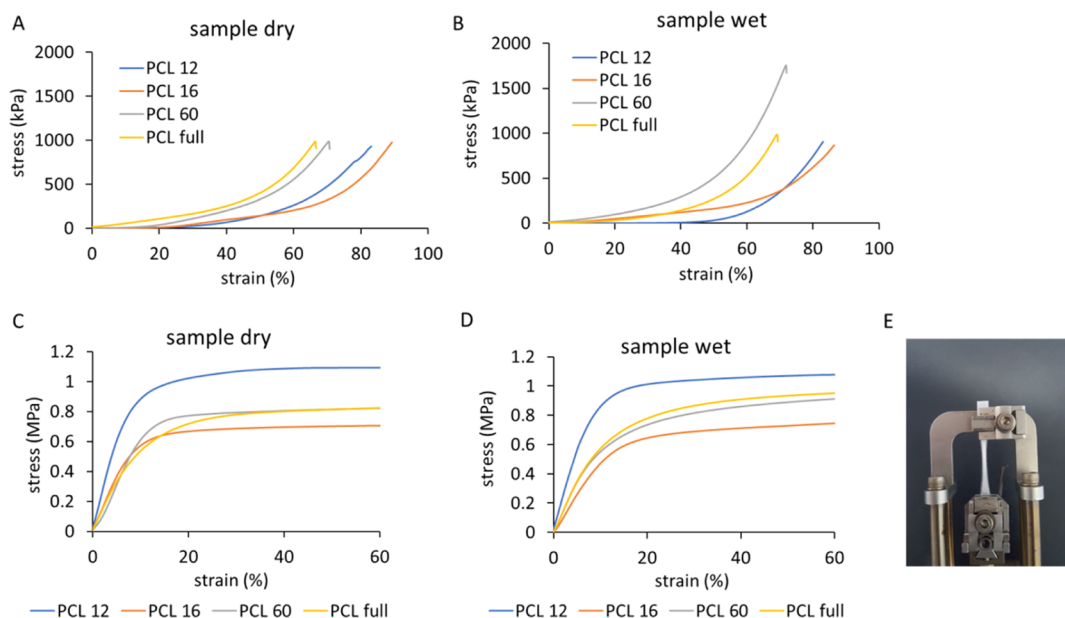 A
sample dry
2000
1500
1000
500
0
stress (kPa)
PCL 12
PCL 16
PCL 60
PCL full
0 20 40 60 80 100
strain (%)
B
sample wet
2000
1500
1000
500
0
stress (kPa)
PCL 12
PCL 16
PCL 60
PCL full
0 20 40 60 80 100
strain (%)
C
sample dry
1.2
1
0.8
0.6
0.4
0.2
0
stress (MPa)
0 20 40 60
strain (%)
PCL 12 PCL 16 PCL 60 PCL full
D
sample wet
1.2
1
0.8
0.6
0.4
0.2
0
stress (MPa)
0 20 40 60
strain (%)
PCL 12 PCL 16 PCL 60 PCL full
E